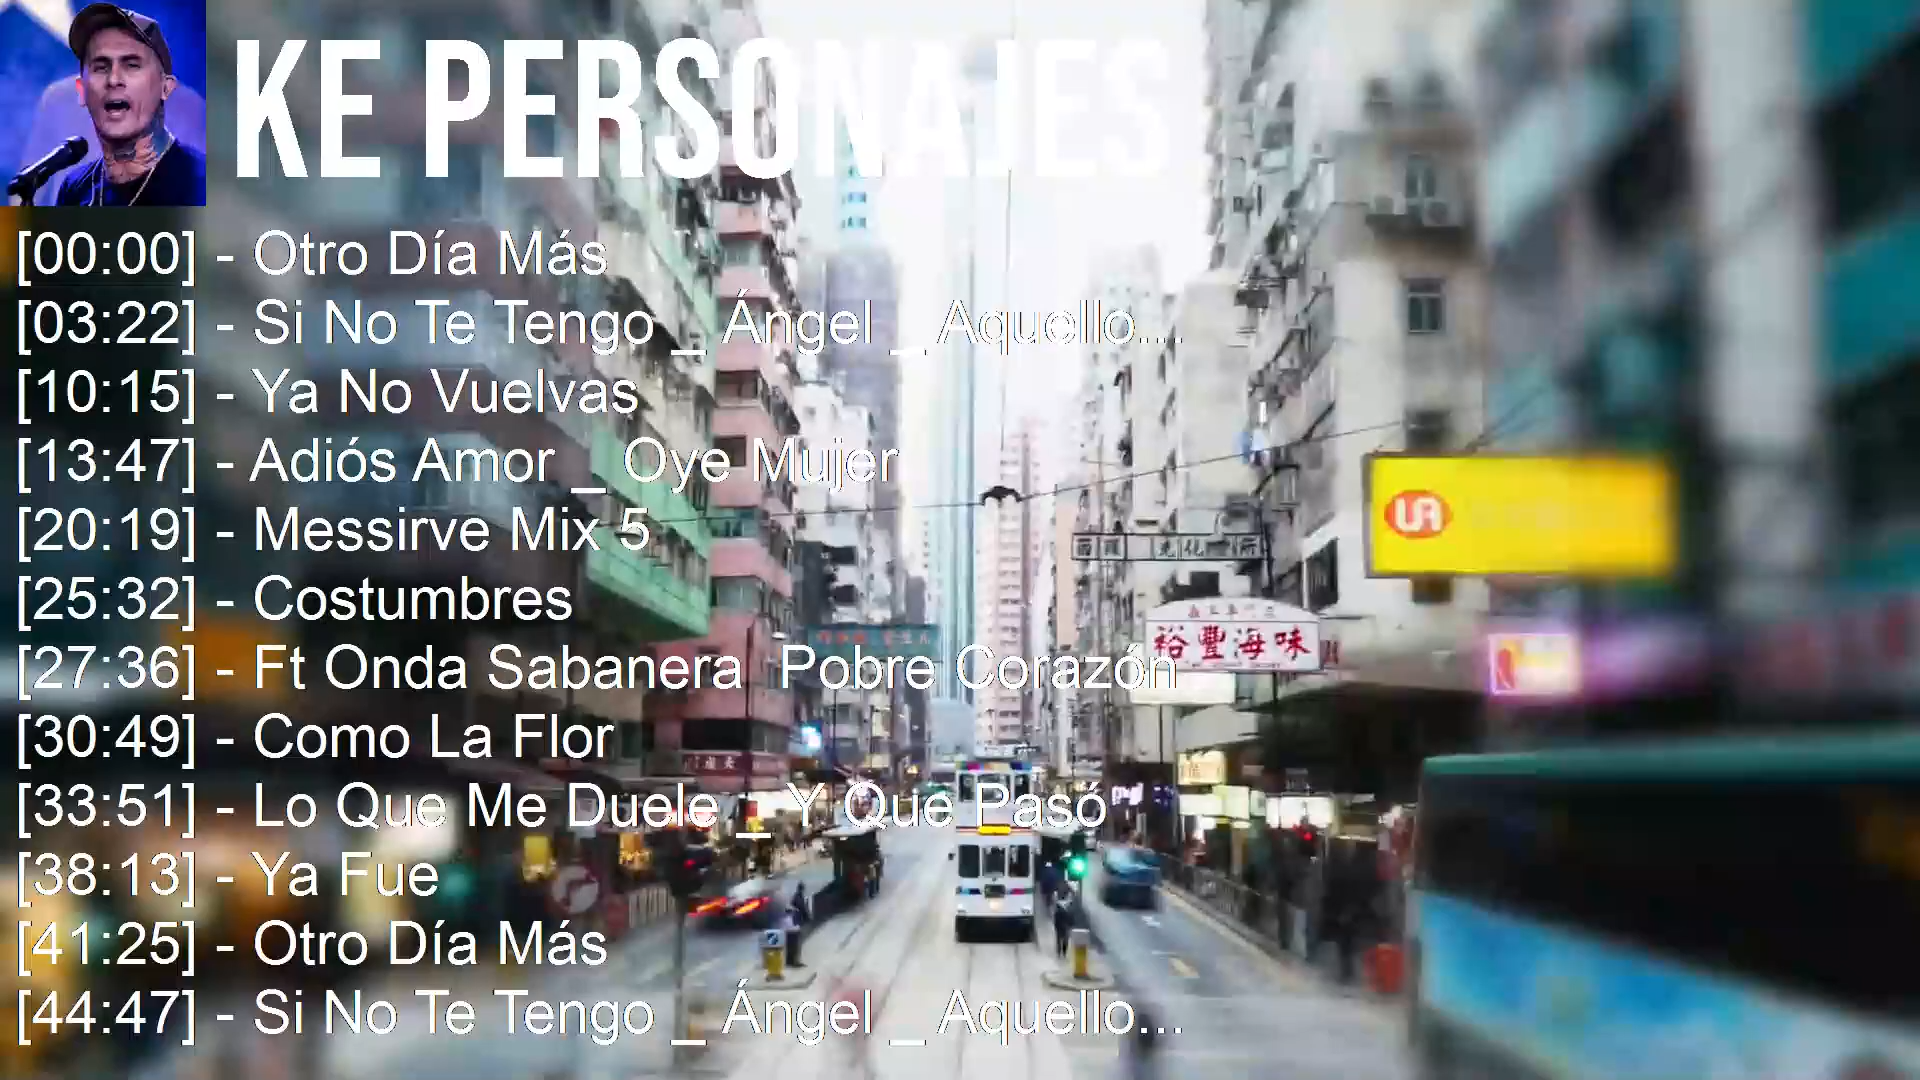 KE PERSONAJES
[00:00] - Otro Día Más
[03:22] - Si No Te Tengo _ Ángel _ Aquello...
[10:15] - Ya No Vuelvas
[13:47] - Adiós Amor _ Oye Mujer
[20:19] - Messirve Mix 5
[25:32] - Costumbres
[27:36] - Ft Onda Sabanera  Pobre Corazón
[30:49] - Como La Flor
[33:51] - Lo Que Me Duele _ Y Que Pasó
[38:13] - Ya Fue
[41:25] - Otro Día Más
[44:47] - Si No Te Tengo _ Ángel _ Aquello...
UA
裕豐海味